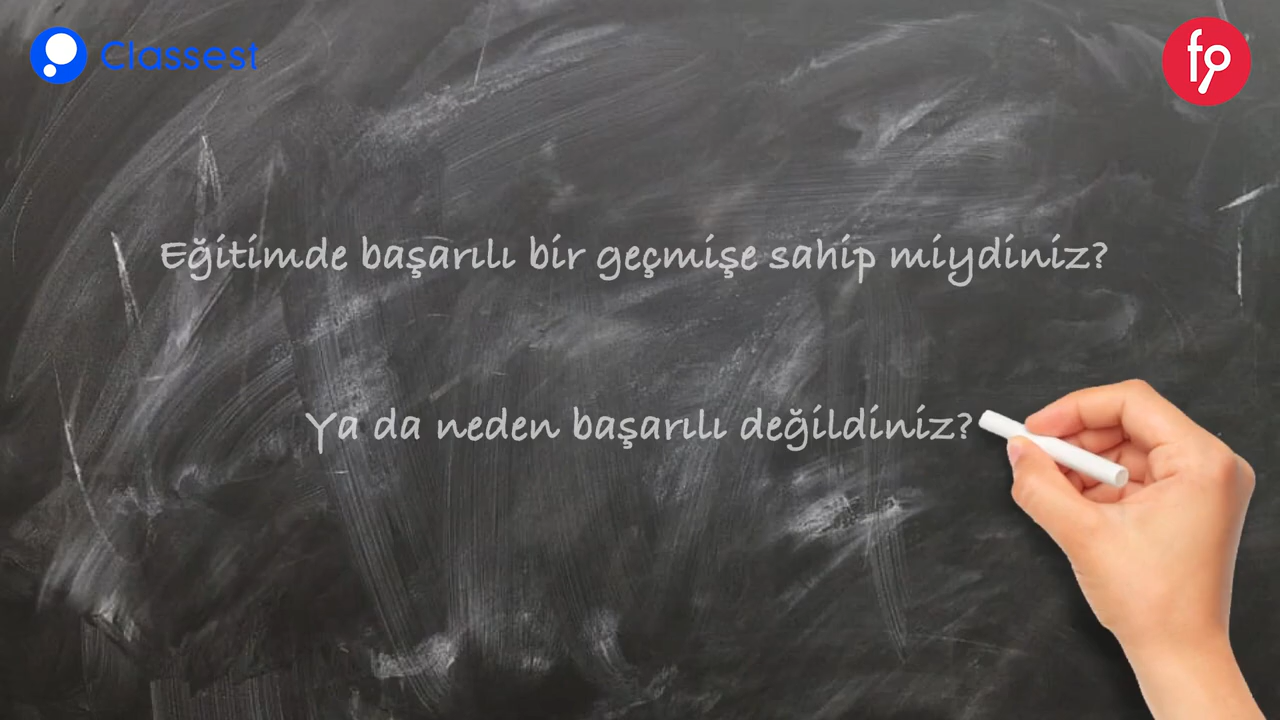 Classest
fp
Eğitimde başarılı bir geçmişe sahip miydiniz?
Ya da neden başarılı değildiniz?